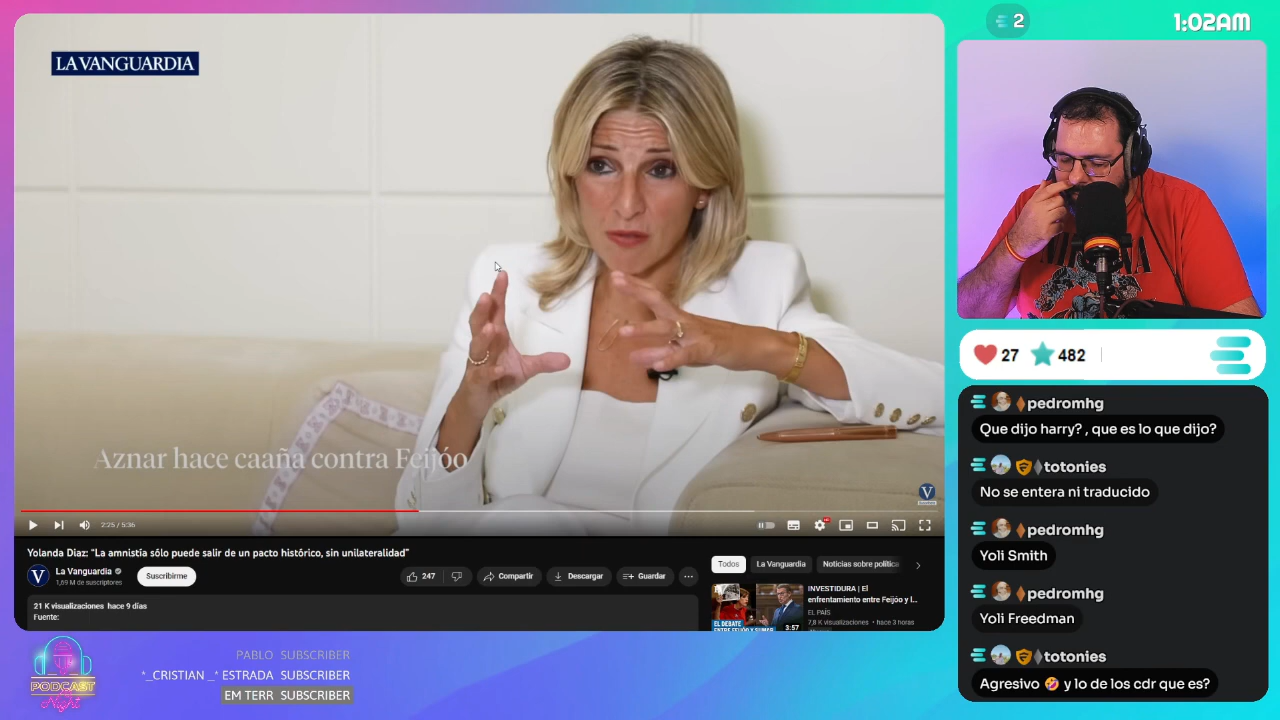 LAVANGUARDIA
Aznar hace caaña contra Feijóo
V
2:25 / 5:36
Yolanda Diaz: “La amnistía sólo puede salir de un pacto histórico, sin unilateralidad”
V
La Vanguardia
1,69 M de suscriptores
Suscribirme
247
Compartir
Descargar
Guardar
21 K visualizaciones hace 9 días
Fuente:
Todos
La Vanguardia
Noticias sobre política
INVESTIDURA | El
enfrentamiento entre Feijóo y l...
EL PAÍS
7,8 K visualizaciones • hace 3 horas
EL DEBATE
ENTRE FEIJÓO Y SUMAR
3:57
PODCAST
Night
PABLO SUBSCRIBER
*_CRISTIAN _* ESTRADA SUBSCRIBER
EM TERR SUBSCRIBER
2
1:02AM
27
482
pedromhg
Que dijo harry? , que es lo que dijo?
totonies
No se entera ni traducido
pedromhg
Yoli Smith
pedromhg
Yoli Freedman
totonies
Agresivo 🤣 y lo de los cdr que es?